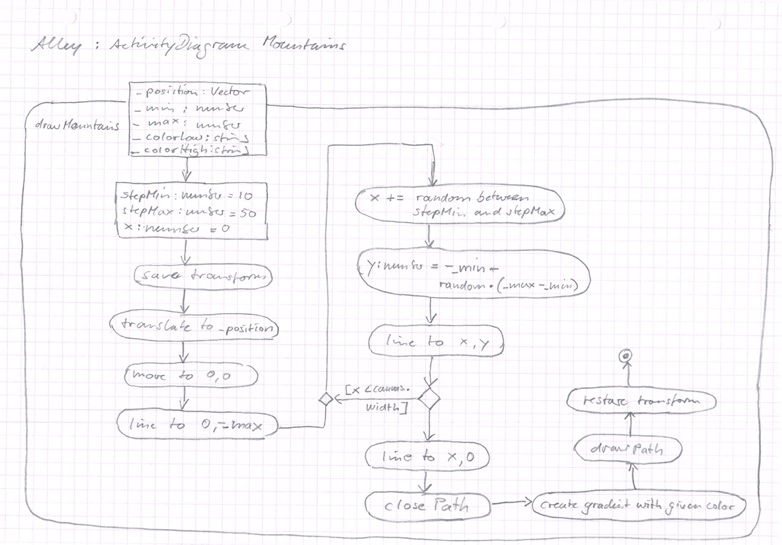 Alley : ActivityDiagram Mountains
drawMountains
_position : Vector
_min : number
_max : number
_colorLow : string
_colorHigh : string
stepMin : number = 10
stepMax : number = 50
x : number = 0
save transform
translate to _position
move to 0,0
line to 0,-_max
x += random between
stepMin and stepMax
y : number = -_min -
random * (_max - _min)
line to x,y
[x < canvas.
width]
line to x,0
close Path
create gradient with given color
draw Path
restore transform